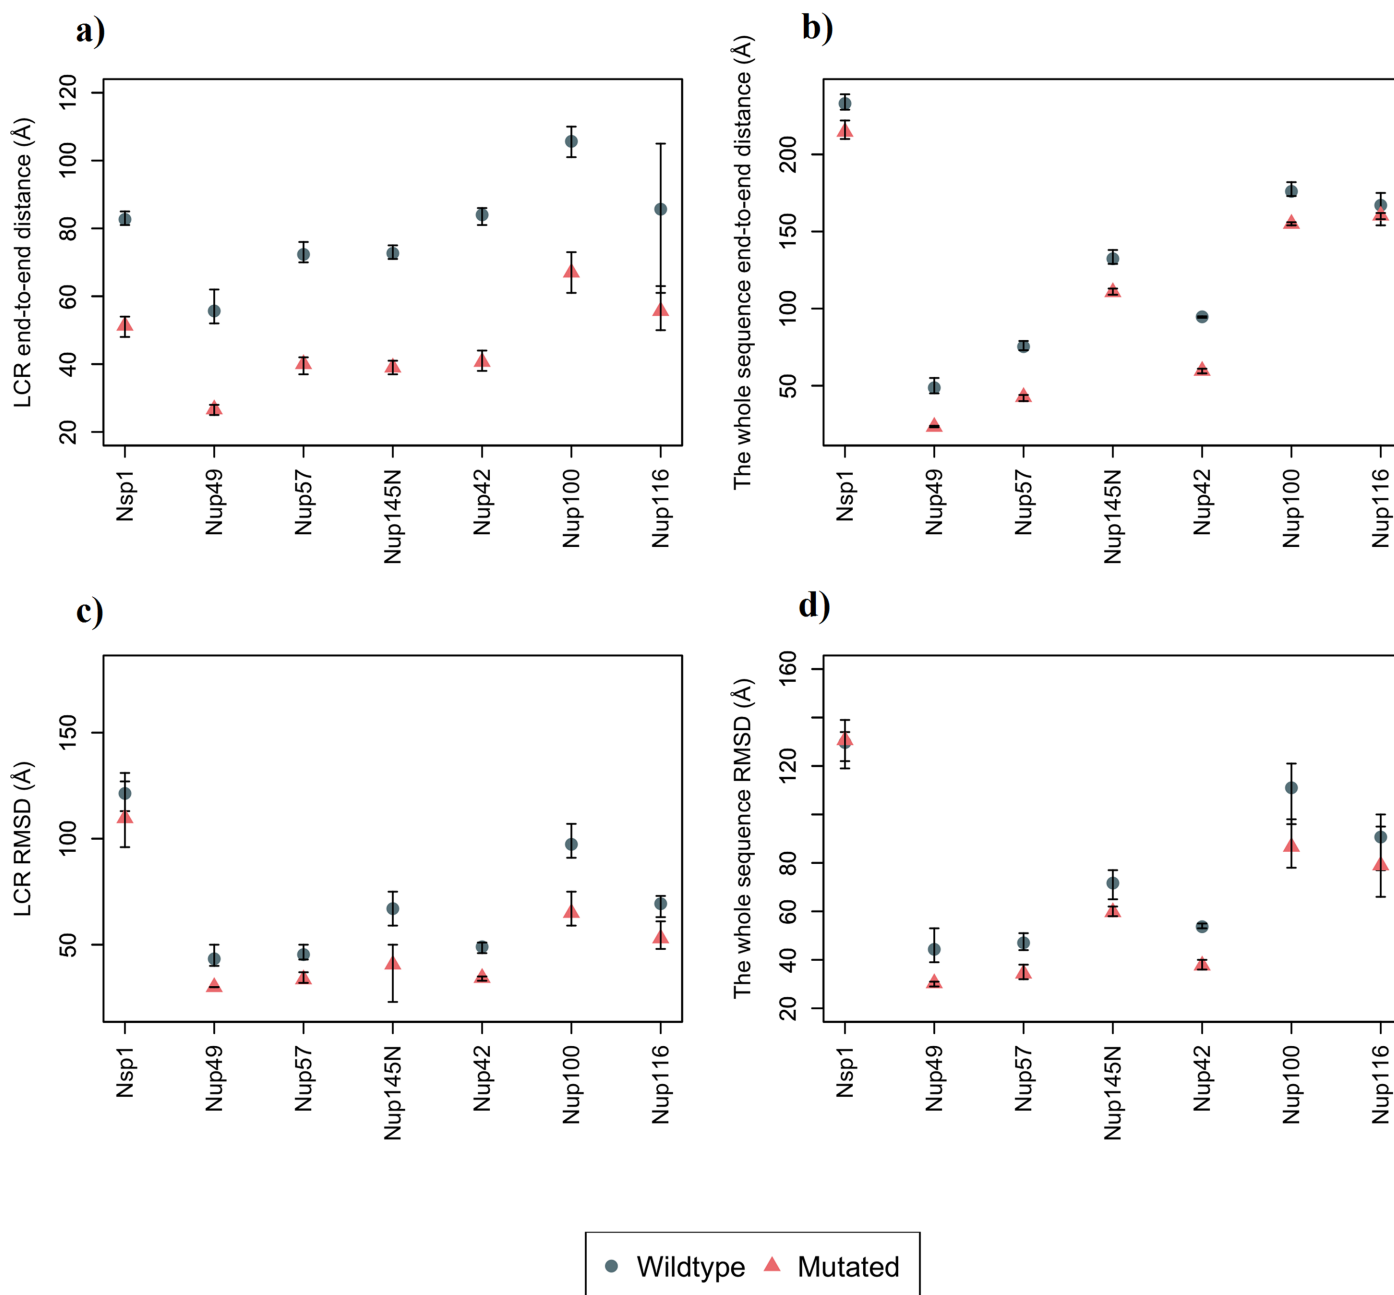 a)
LCR end-to-end distance (Å)
120
100
80
60
40
20
Nsp1
Nup49
Nup57
Nup145N
Nup42
Nup100
Nup116
b)
The whole sequence end-to-end distance (Å)
200
150
100
50
Nsp1
Nup49
Nup57
Nup145N
Nup42
Nup100
Nup116
c)
LCR RMSD (Å)
150
100
50
Nsp1
Nup49
Nup57
Nup145N
Nup42
Nup100
Nup116
d)
The whole sequence RMSD (Å)
160
120
80
60
40
20
Nsp1
Nup49
Nup57
Nup145N
Nup42
Nup100
Nup116
Wildtype
Mutated